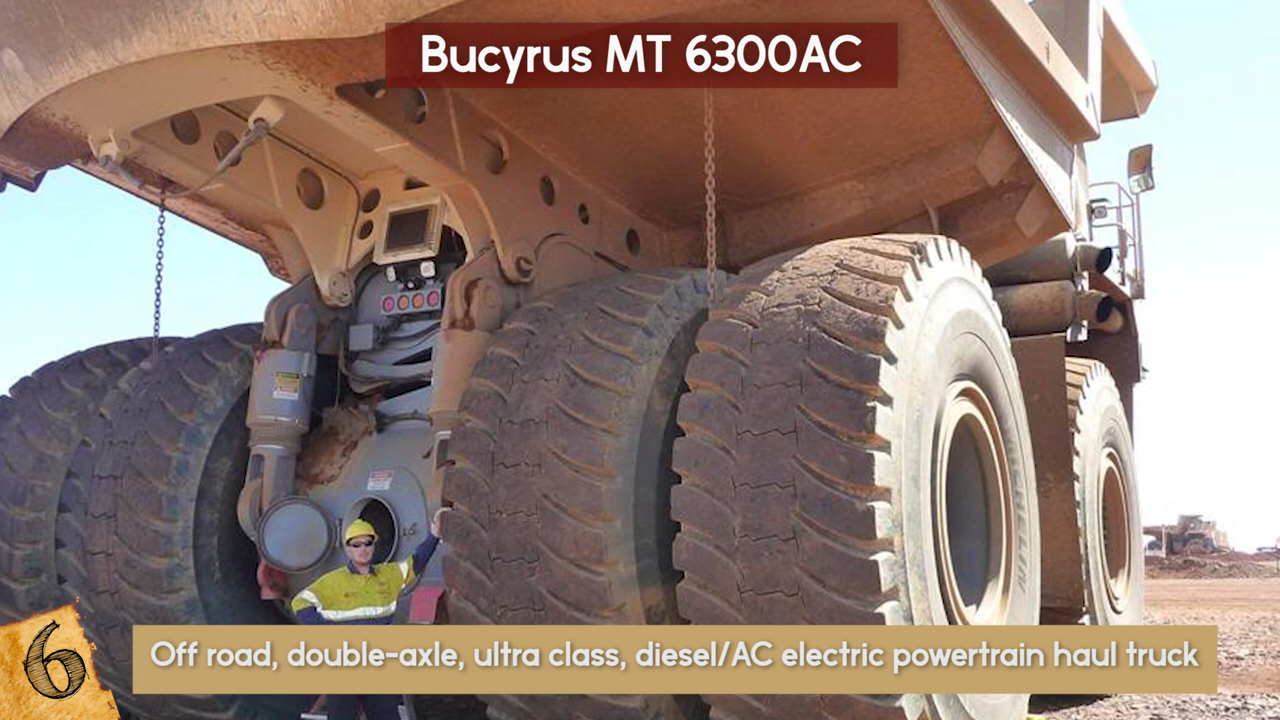 Bucyrus MT 6300AC
6
Off road, double-axle, ultra class, diesel/AC electric powertrain haul truck